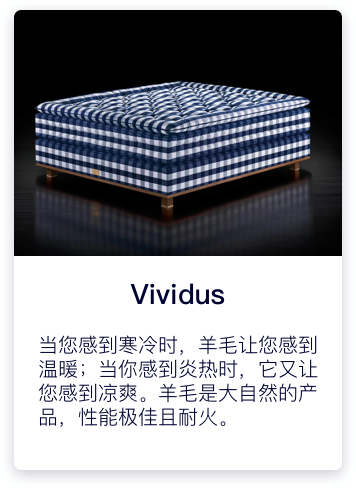 Vividus
当您感到寒冷时，羊毛让您感到
温暖；当你感到炎热时，它又让
您感到凉爽。羊毛是大自然的产
品，性能极佳且耐火。